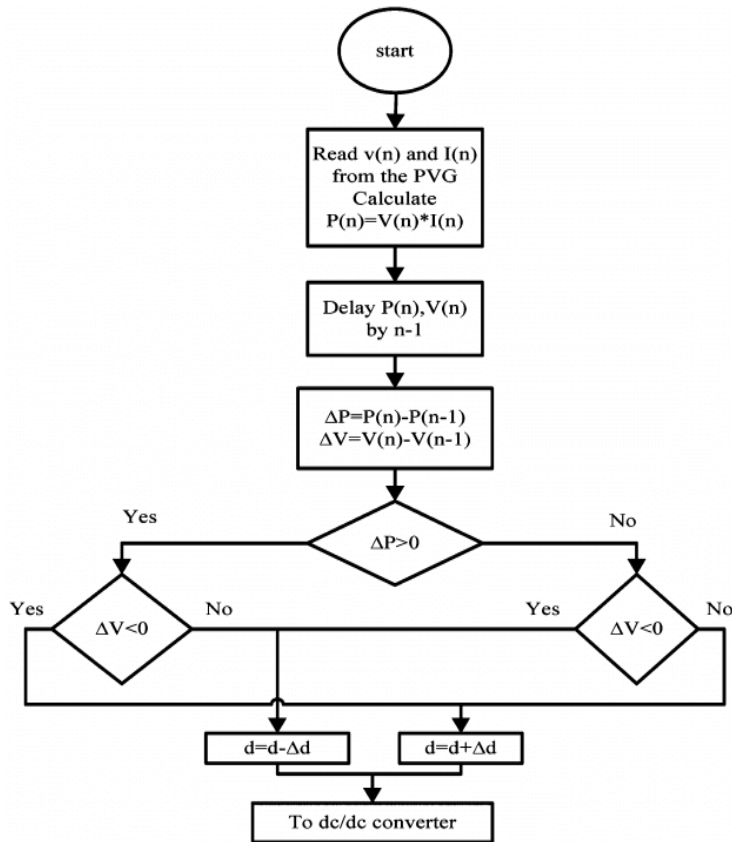 start
Read v(n) and I(n)
from the PVG
Calculate
P(n)=V(n)*I(n)
Delay P(n),V(n)
by n-1
ΔP=P(n)-P(n-1)
ΔV=V(n)-V(n-1)
Yes
No
ΔP>0
Yes
ΔV<0
No
Yes
ΔV<0
No
d=d-Δd
d=d+Δd
To dc/dc converter